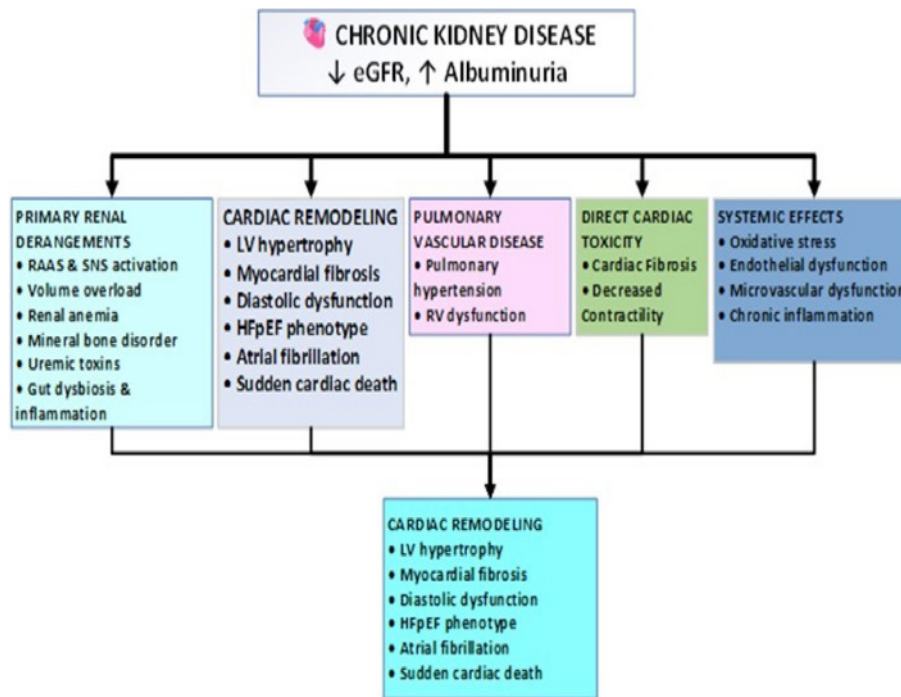 CHRONIC KIDNEY DISEASE
↓ eGFR, ↑ Albuminuria
PRIMARY RENAL
DERANGEMENTS
• RAAS & SNS activation
• Volume overload
• Renal anemia
• Mineral bone disorder
• Uremic toxins
• Gut dysbiosis &
inflammation
CARDIAC REMODELING
• LV hypertrophy
• Myocardial fibrosis
• Diastolic dysfunction
• HFpEF phenotype
• Atrial fibrillation
• Sudden cardiac death
PULMONARY
VASCULAR DISEASE
• Pulmonary
hypertension
• RV dysfunction
DIRECT CARDIAC
TOXICITY
• Cardiac Fibrosis
• Decreased
Contractility
SYSTEMIC EFFECTS
• Oxidative stress
• Endothelial dysfunction
• Microvascular dysfunction
• Chronic inflammation
CARDIAC REMODELING
• LV hypertrophy
• Myocardial fibrosis
• Diastolic dysfunction
• HFpEF phenotype
• Atrial fibrillation
• Sudden cardiac death